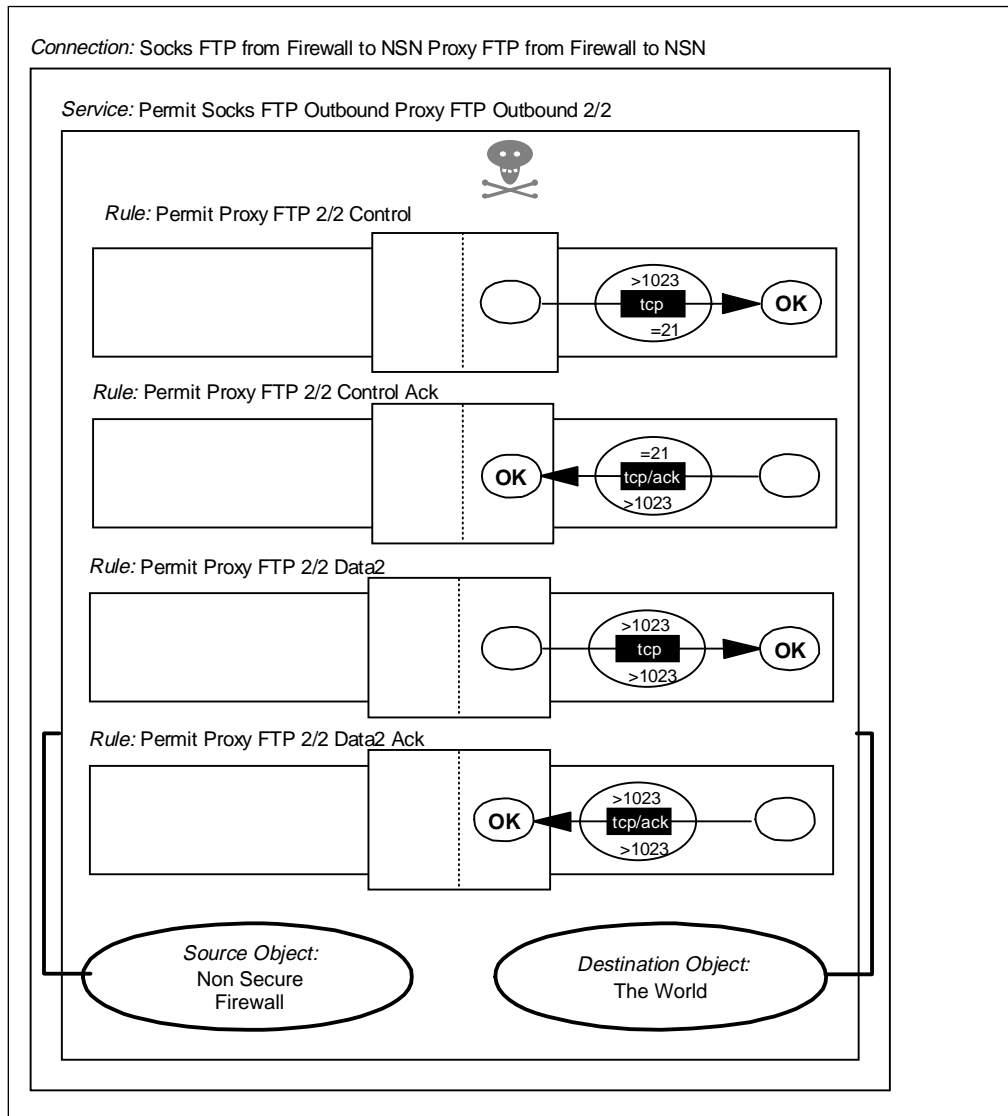 Connection: Socks FTP from Firewall to NSN Proxy FTP from Firewall to NSN
Service: Permit Socks FTP Outbound Proxy FTP Outbound 2/2
Rule: Permit Proxy FTP 2/2 Control
>1023
tcp
=21
OK
Rule: Permit Proxy FTP 2/2 Control Ack
OK
=21
tcp/ack
>1023
Rule: Permit Proxy FTP 2/2 Data2
>1023
tcp
>1023
OK
Rule: Permit Proxy FTP 2/2 Data2 Ack
OK
>1023
tcp/ack
>1023
Source Object:
Non Secure
Firewall
Destination Object:
The World